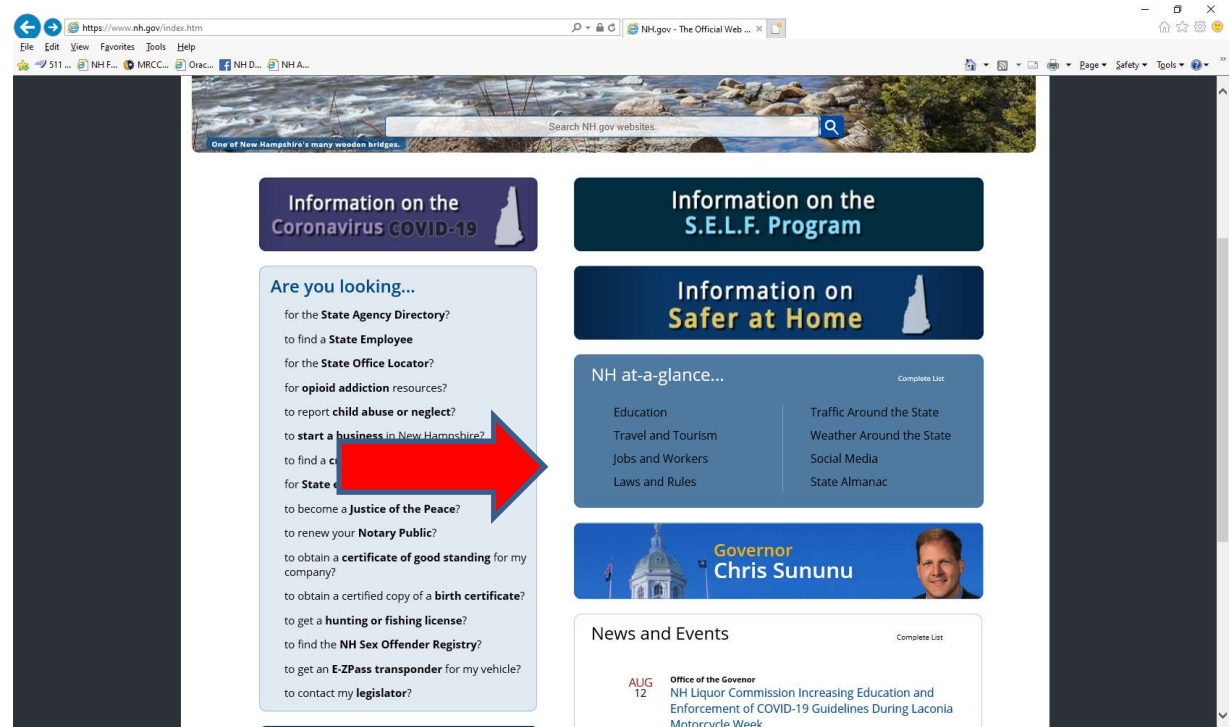 https://www.nh.gov/index.htm
NH.gov - The Official Web ...
File Edit View Favorites Tools Help
511 ... NH F... MRCC... Orac... NH D... NH A...
Page Safety Tools
Search NH.gov websites
One of New Hampshire's many wooden bridges.
Information on the
Coronavirus COVID-19
Are you looking...
for the State Agency Directory?
to find a State Employee
for the State Office Locator?
for opioid addiction resources?
to report child abuse or neglect?
to start a business in New Hampshire?
to find a
for State
to become a Justice of the Peace?
to renew your Notary Public?
to obtain a certificate of good standing for my
company?
to obtain a certified copy of a birth certificate?
to get a hunting or fishing license?
to find the NH Sex Offender Registry?
to get an E-ZPass transponder for my vehicle?
to contact my legislator?
Information on the
S.E.L.F. Program
Information on
Safer at Home
NH at-a-glance...
Complete List
Education
Travel and Tourism
Jobs and Workers
Laws and Rules
Traffic Around the State
Weather Around the State
Social Media
State Almanac
Governor
Chris Sununu
News and Events
Complete List
AUG
12
Office of the Govenor
NH Liquor Commission Increasing Education and
Enforcement of COVID-19 Guidelines During Laconia
Motorcycle Week